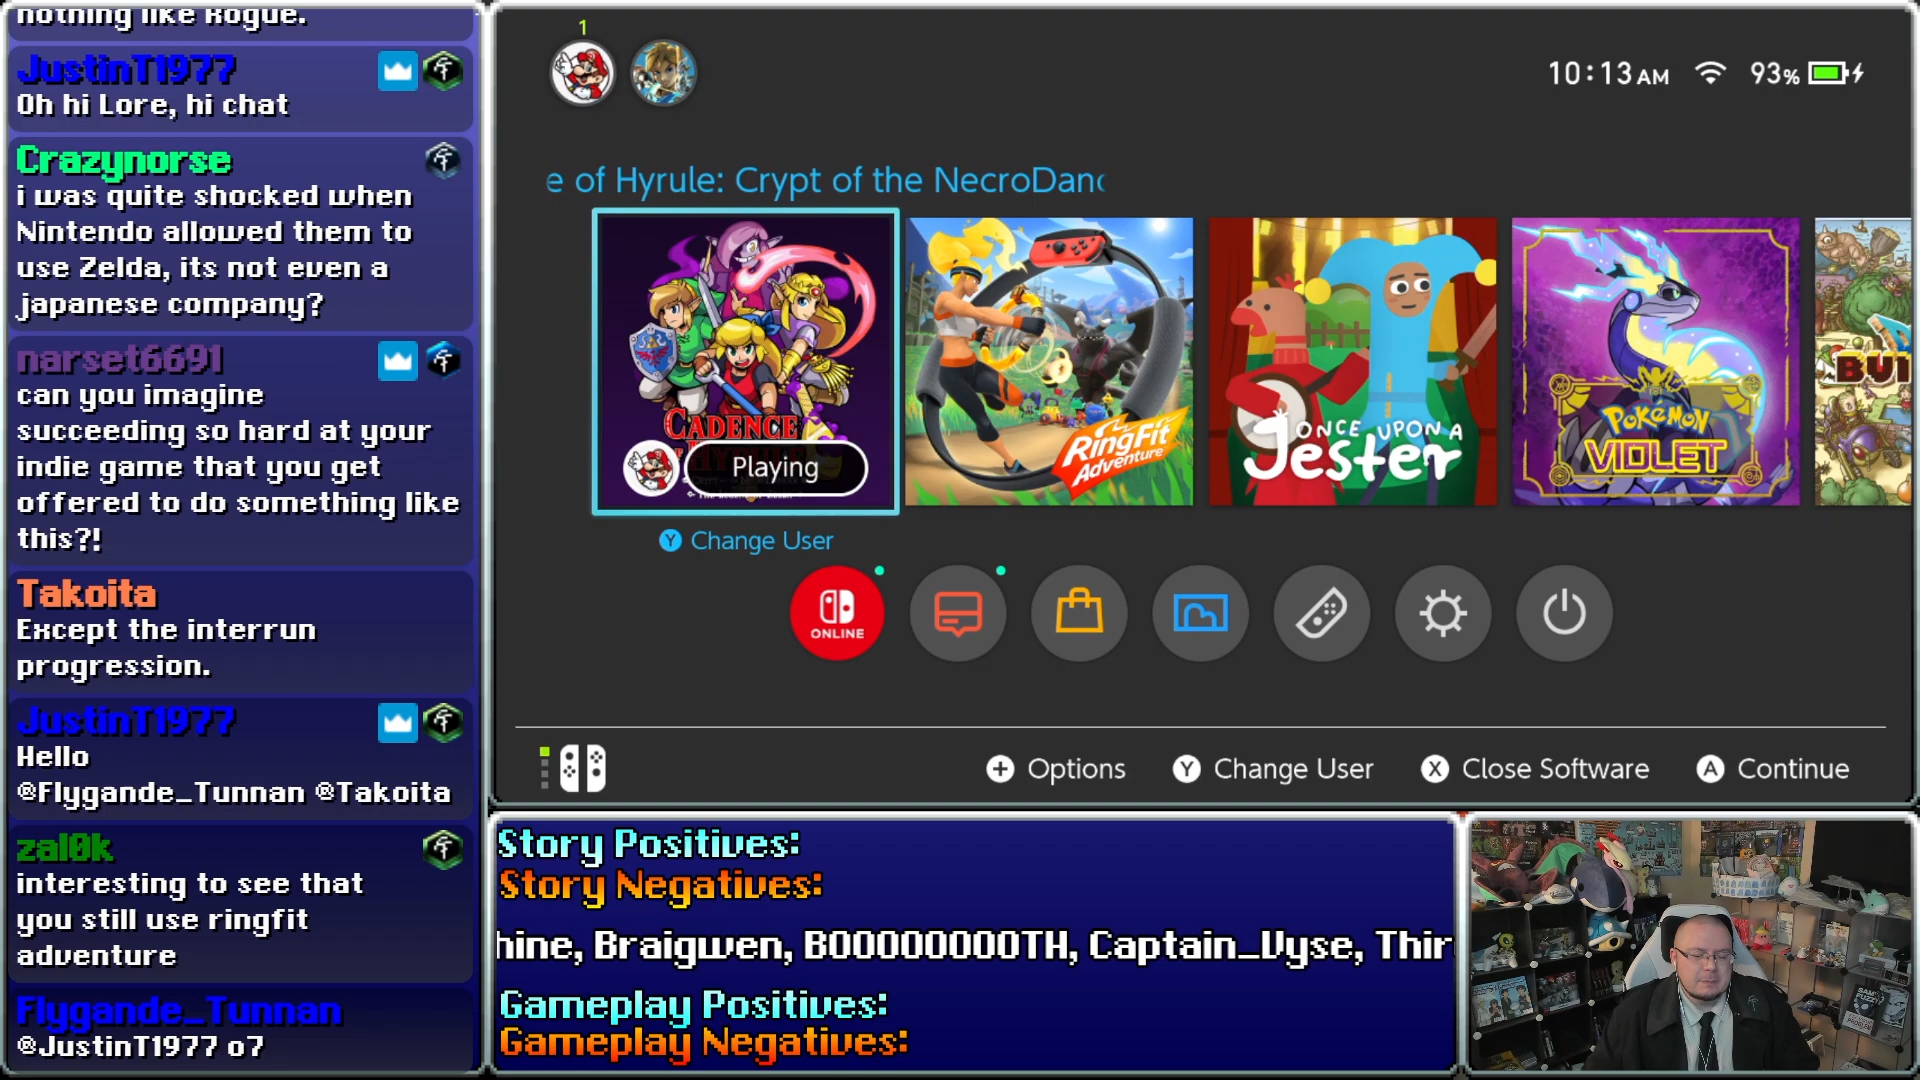 nothing like Rogue.
JustinT1977
Oh hi Lore, hi chat
Crazynorse
i was quite shocked when
Nintendo allowed them to
use Zelda, its not even a
japanese company?
narset6691
can you imagine
succeeding so hard at your
indie game that you get
offered to do something like
this?!
Takoita
Except the interrun
progression.
JustinT1977
Hello
@Flygande_Tunnan @Takoita
zal0k
interesting to see that
you still use ringfit
adventure
Flygande_Tunnan
@JustinT1977 o7
1
10:13 AM 93%
e of Hyrule: Crypt of the NecroDanc
CADENCE
Playing
RingFit
Adventure
ONCE UPON A
Jester
POKÉMON
VIOLET
BUI
Y Change User
ONLINE
+ Options Y Change User X Close Software A Continue
Story Positives:
Story Negatives:
hine, Braigwen, B000000000TH, Captain_Vyse, Thir
Gameplay Positives:
Gameplay Negatives: